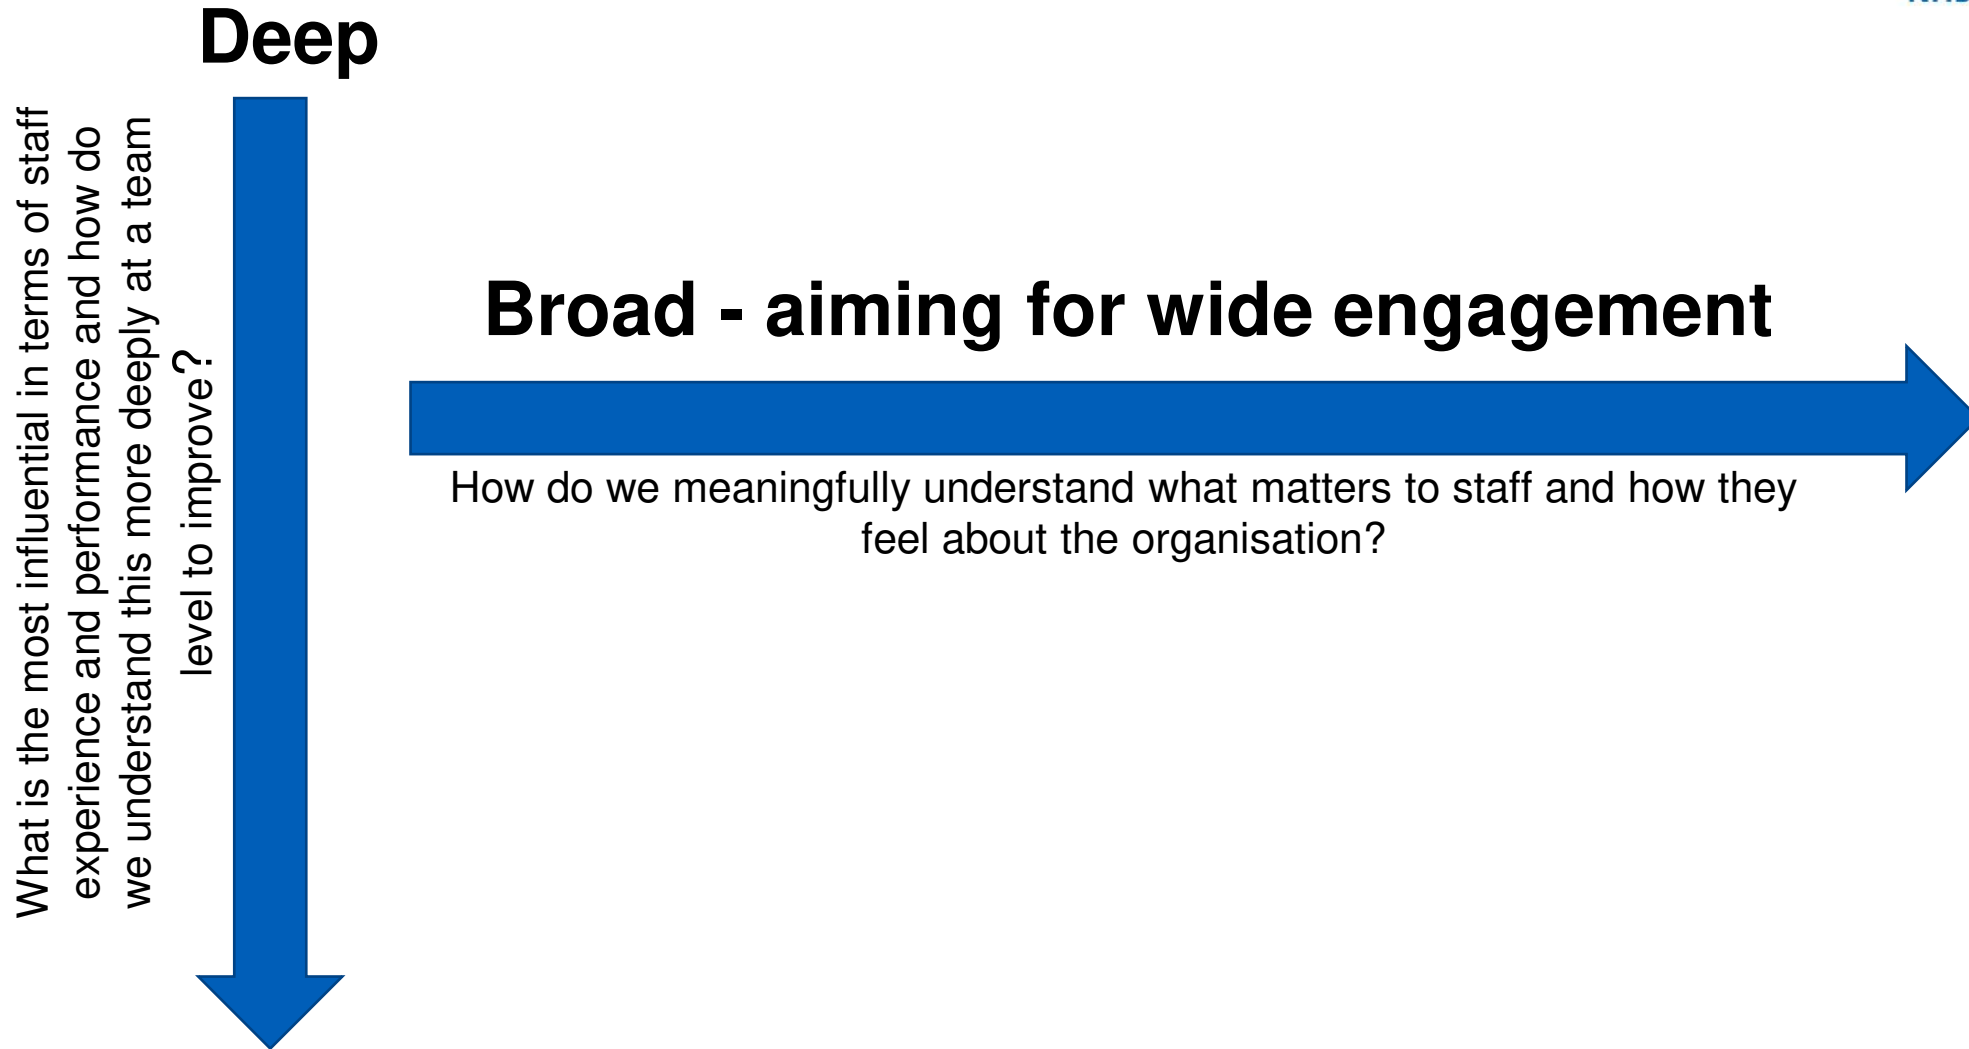 Deep
What is the most influential in terms of staff
experience and performance and how do
we understand this more deeply at a team
level to improve?
Broad - aiming for wide engagement
How do we meaningfully understand what matters to staff and how they
feel about the organisation?